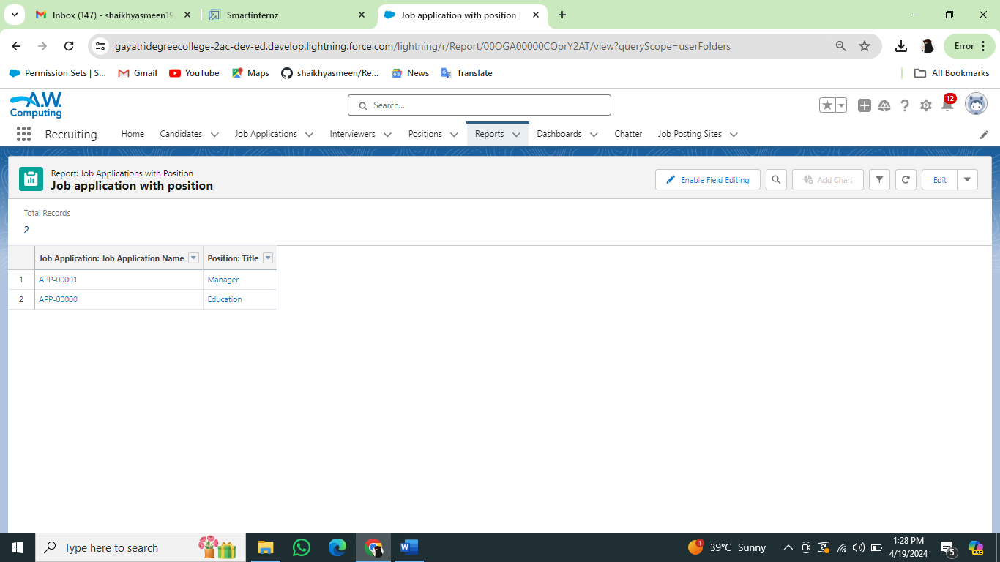 Inbox (147) - shaikhyasmeen19
Smartinternz
Job application with position |
gayatridegreecollege-2ac-dev-ed.develop.lightning.force.com/lightning/r/Report/00OGA00000CQprY2AT/view?queryScope=userFolders
Error
Permission Sets | S...
Gmail
YouTube
Maps
shaikhyasmeen/Re...
News
Translate
All Bookmarks
A.W.
Computing
Search...
12
Recruiting
Home
Candidates
Job Applications
Interviewers
Positions
Reports
Dashboards
Chatter
Job Posting Sites
Report: Job Applications with Position
Job application with position
Enable Field Editing
Add Chart
Edit
Total Records
2
Job Application: Job Application Name
Position: Title
1 APP-00001 Manager
2 APP-00000 Education
Type here to search
1
39°C Sunny
1:28 PM
4/19/2024
5
PRE